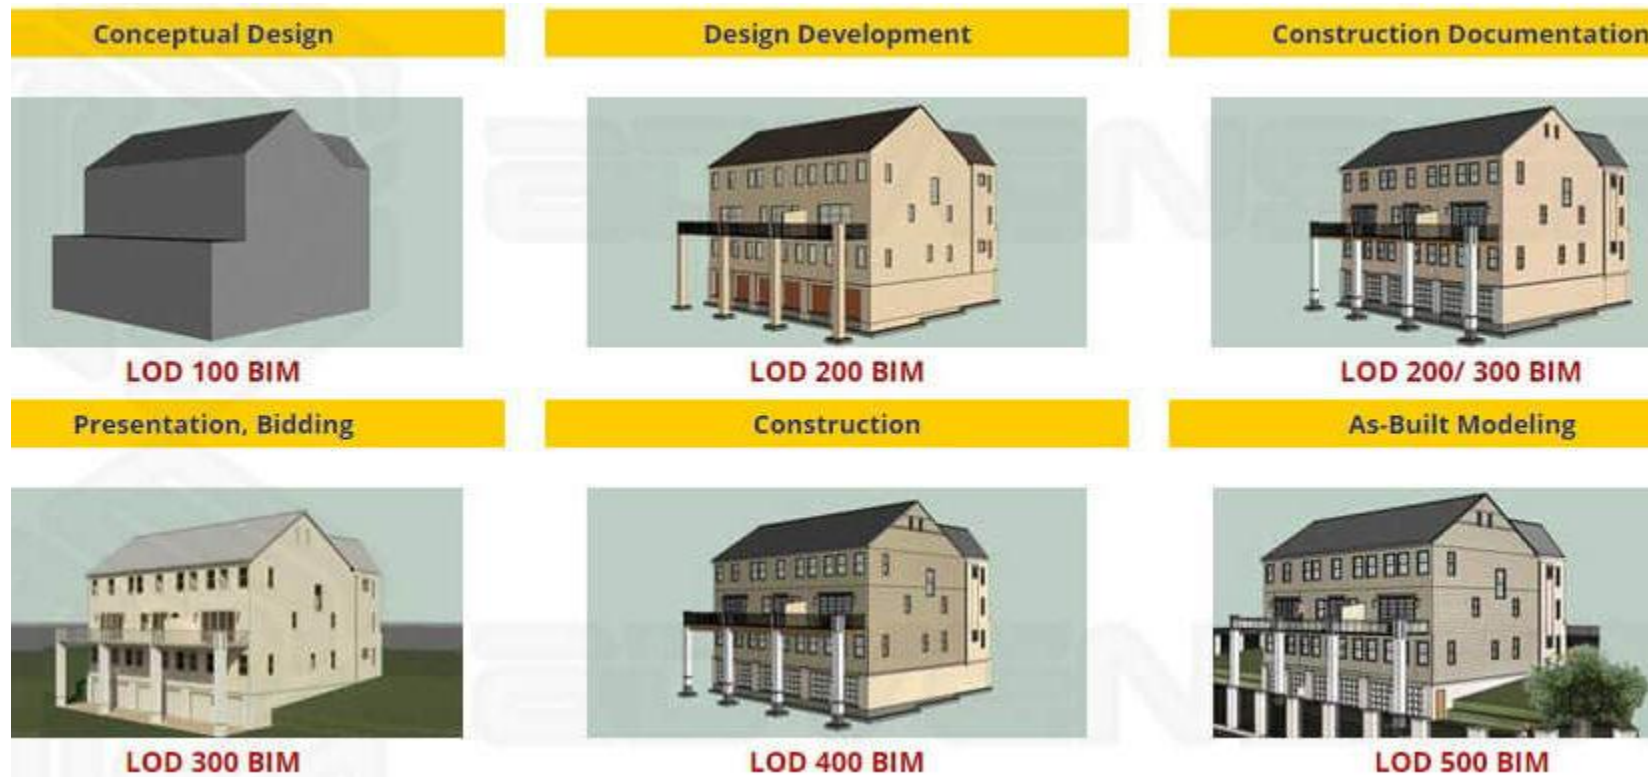 Conceptual Design
Design Development
Construction Documentation
LOD 100 BIM
LOD 200 BIM
LOD 200/ 300 BIM
Presentation, Bidding
Construction
As-Built Modeling
LOD 300 BIM
LOD 400 BIM
LOD 500 BIM